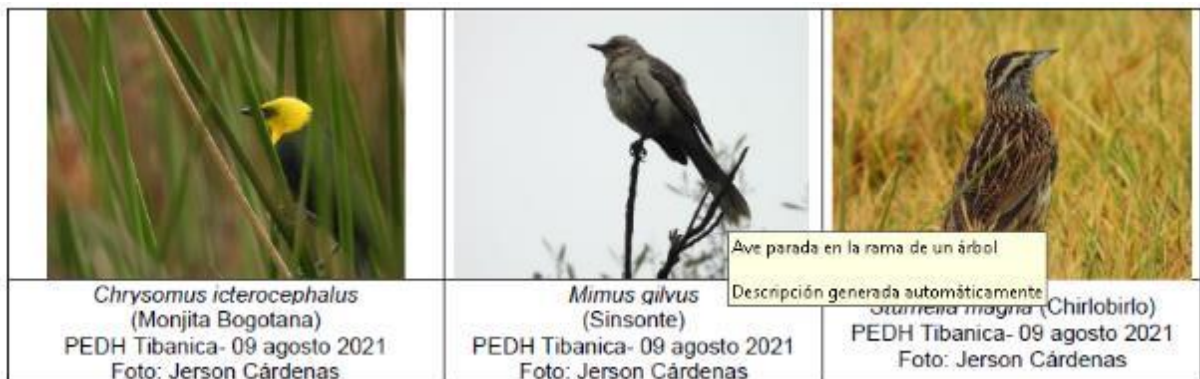 Chrysomus icterocephalus
(Monjita Bogotana)
PEDH Tibanica- 09 agosto 2021
Foto: Jerson Cárdenas
Mimus gilvus
(Sinsonte)
PEDH Tibanica- 09 agosto 2021
Foto: Jerson Cárdenas
Ave parada en la rama de un árbol
Descripción generada automáticamente
Sturnella magna (Chirlobirlo)
PEDH Tibanica- 09 agosto 2021
Foto: Jerson Cárdenas